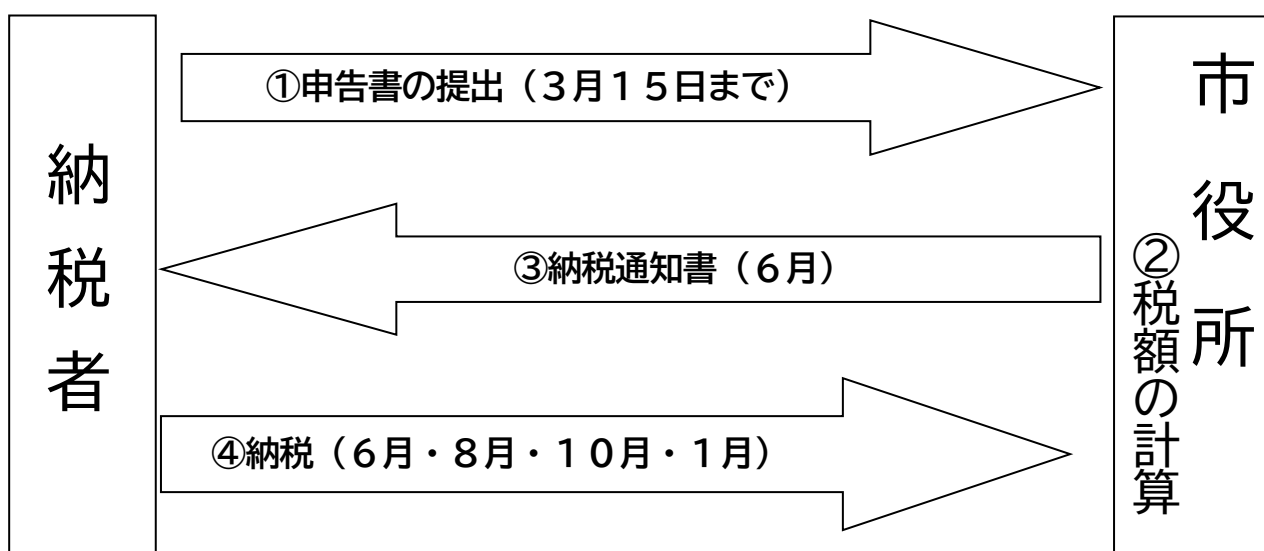 納税者
①申告書の提出（３月１５日まで）
③納税通知書（６月）
④納税（６月・８月・１０月・１月）
市役所
②税額の計算